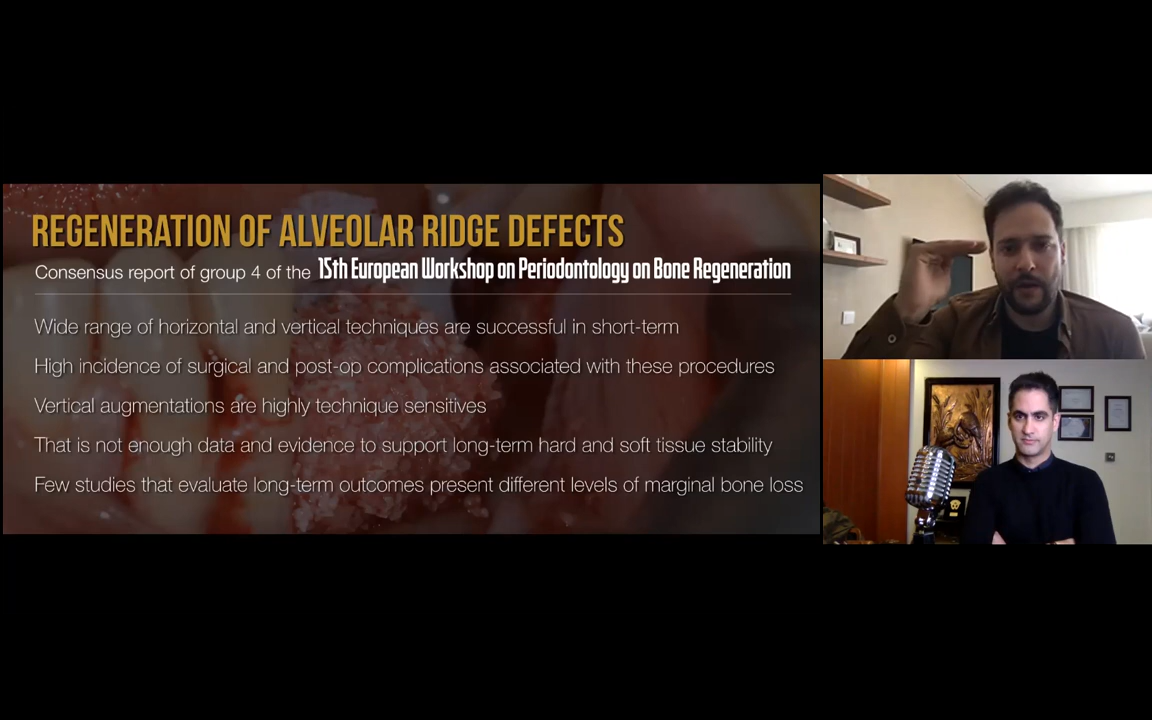 REGENERATION OF ALVEOLAR RIDGE DEFECTS
Consensus report of group 4 of the 15th European Workshop on Periodontology on Bone Regeneration
Wide range of horizontal and vertical techniques are successful in short-term
High incidence of surgical and post-op complications associated with these procedures
Vertical augmentations are highly technique sensitives
That is not enough data and evidence to support long-term hard and soft tissue stability
Few studies that evaluate long-term outcomes present different levels of marginal bone loss